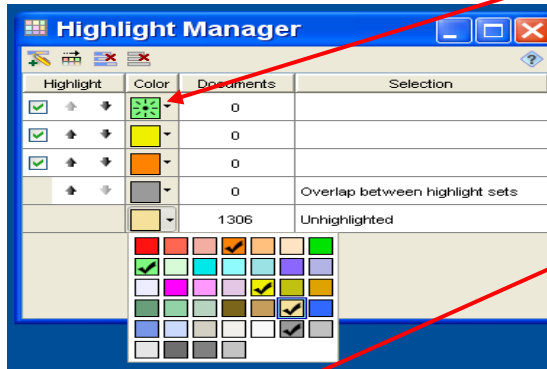 Highlight Manager
Highlight Color Documents Selection
0
0
0
0 Overlap between highlight sets
1306 Unhighlighted